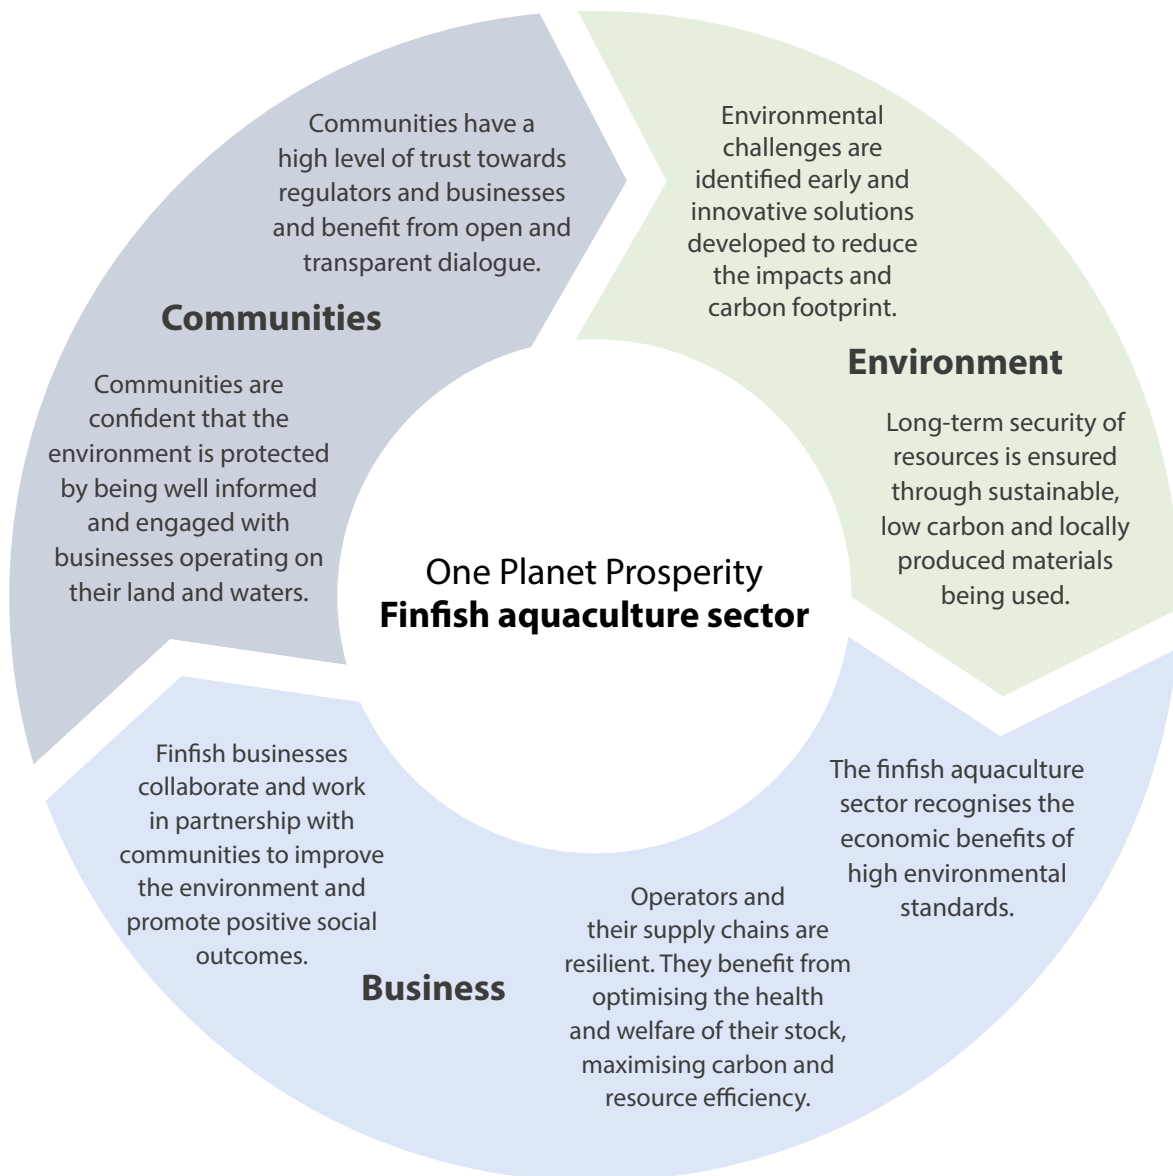 Communities have a
high level of trust towards
regulators and businesses
and benefit from open and
transparent dialogue.
Communities
Communities are
confident that the
environment is protected
by being well informed
and engaged with
businesses operating on
their land and waters.
Environmental
challenges are
identified early and
innovative solutions
developed to reduce
the impacts and
carbon footprint.
Environment
Long-term security of
resources is ensured
through sustainable,
low carbon and locally
produced materials
being used.
One Planet Prosperity
Finfish aquaculture sector
The finfish aquaculture
sector recognises the
economic benefits of
high environmental
standards.
Operators and
their supply chains are
resilient. They benefit from
optimising the health
and welfare of their stock,
maximising carbon and
resource efficiency.
Business
Finfish businesses
collaborate and work
in partnership with
communities to improve
the environment and
promote positive social
outcomes.